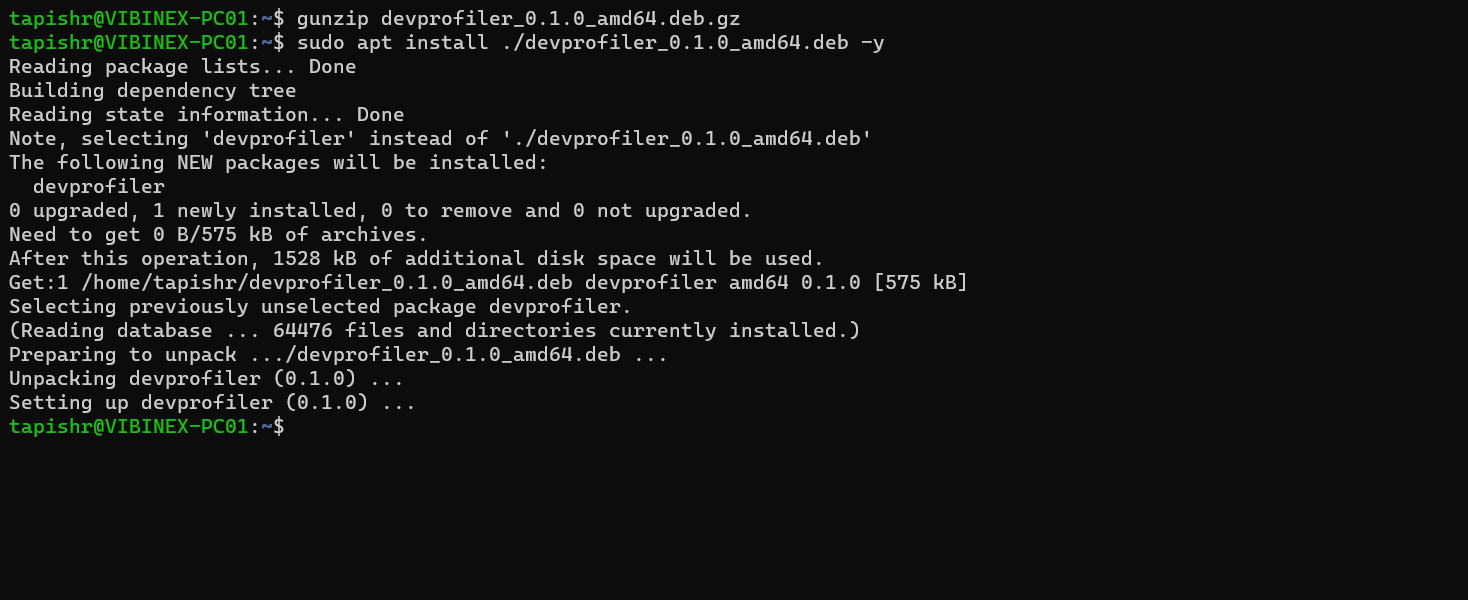 tapishr@VIBINEX-PC01:~$ gunzip devprofiler_0.1.0_amd64.deb.gz
tapishr@VIBINEX-PC01:~$ sudo apt install ./devprofiler_0.1.0_amd64.deb -y
Reading package lists... Done
Building dependency tree
Reading state information... Done
Note, selecting 'devprofiler' instead of './devprofiler_0.1.0_amd64.deb'
The following NEW packages will be installed:
  devprofiler
0 upgraded, 1 newly installed, 0 to remove and 0 not upgraded.
Need to get 0 B/575 kB of archives.
After this operation, 1528 kB of additional disk space will be used.
Get:1 /home/tapishr/devprofiler_0.1.0_amd64.deb devprofiler amd64 0.1.0 [575 kB]
Selecting previously unselected package devprofiler.
(Reading database ... 64476 files and directories currently installed.)
Preparing to unpack .../devprofiler_0.1.0_amd64.deb ...
Unpacking devprofiler (0.1.0) ...
Setting up devprofiler (0.1.0) ...
tapishr@VIBINEX-PC01:~$